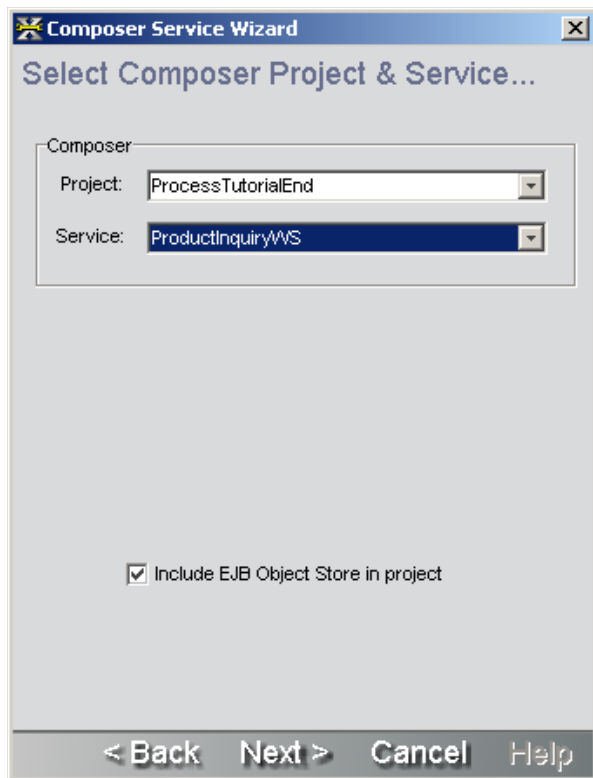 Composer Service Wizard
Select Composer Project & Service...
Composer
Project: ProcessTutorialEnd
Service: ProductInquiryWS
Include EJB Object Store in project
< Back Next > Cancel Help